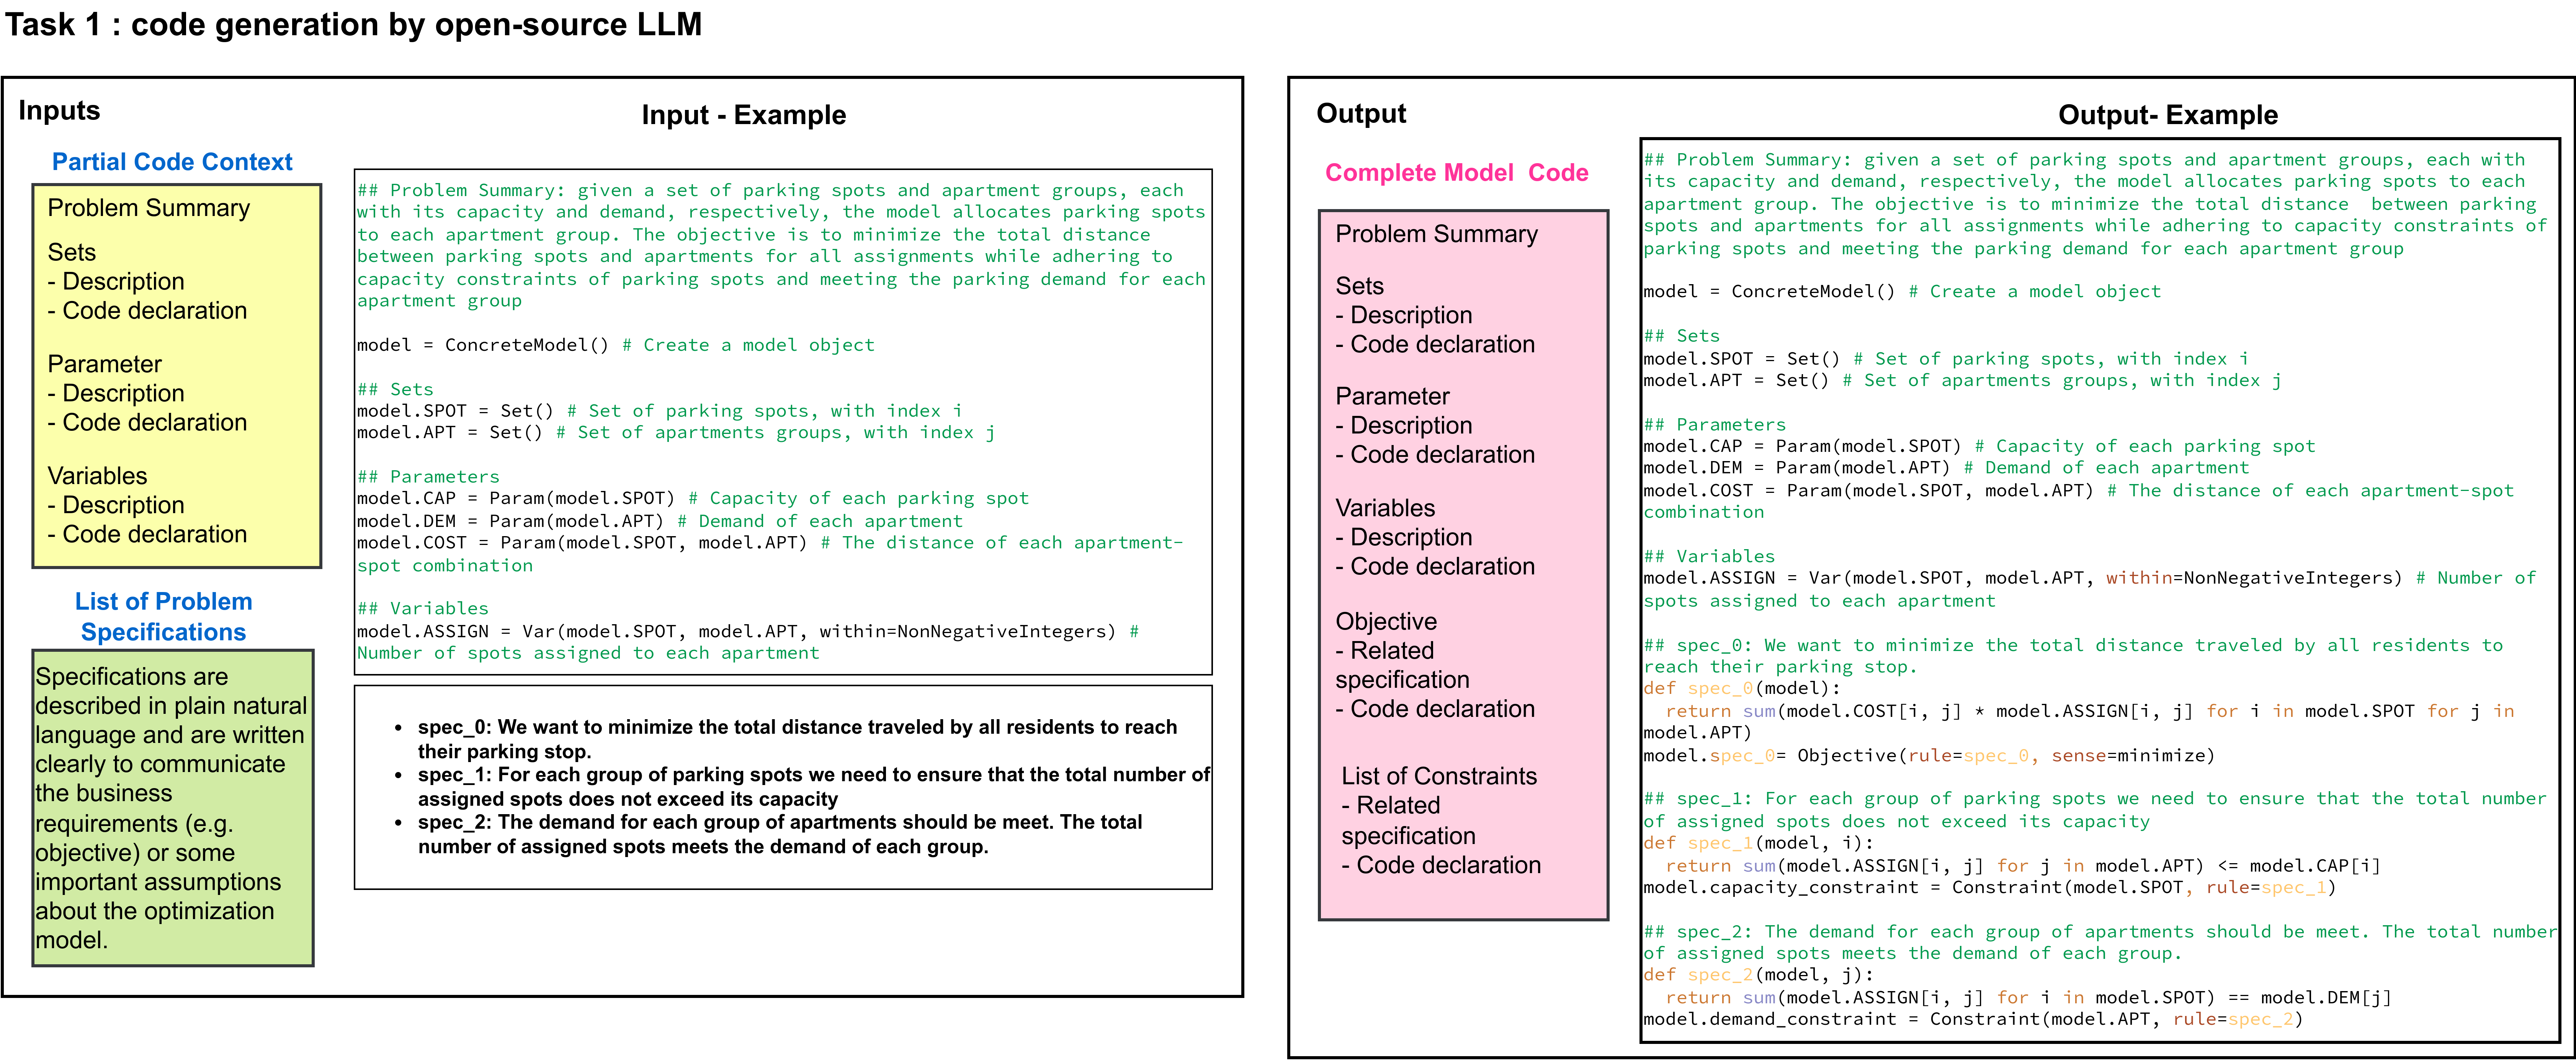 Task 1 : code generation by open-source LLM
Inputs
Input - Example
Partial Code Context
Problem Summary
Sets
- Description
- Code declaration
Parameter
- Description
- Code declaration
Variables
- Description
- Code declaration
List of Problem
Specifications
Specifications are
described in plain natural
language and are written
clearly to communicate
the business
requirements (e.g.
objective) or some
important assumptions
about the optimization
model.
## Problem Summary: given a set of parking spots and apartment groups, each
with its capacity and demand, respectively, the model allocates parking spots
to each apartment group. The objective is to minimize the total distance
between parking spots and apartments for all assignments while adhering to
capacity constraints of parking spots and meeting the parking demand for each
apartment group
model = ConcreteModel() # Create a model object
## Sets
model.SPOT = Set() # Set of parking spots, with index i
model.APT = Set() # Set of apartments groups, with index j
## Parameters
model.CAP = Param(model.SPOT) # Capacity of each parking spot
model.DEM = Param(model.APT) # Demand of each apartment
model.COST = Param(model.SPOT, model.APT) # The distance of each apartment-
spot combination
## Variables
model.ASSIGN = Var(model.SPOT, model.APT, within=NonNegativeIntegers) #
Number of spots assigned to each apartment
• spec_0: We want to minimize the total distance traveled by all residents to reach
their parking stop.
• spec_1: For each group of parking spots we need to ensure that the total number of
assigned spots does not exceed its capacity
• spec_2: The demand for each group of apartments should be meet. The total
number of assigned spots meets the demand of each group.
Output
Output- Example
Complete Model  Code
Problem Summary
Sets
- Description
- Code declaration
Parameter
- Description
- Code declaration
Variables
- Description
- Code declaration
Objective
- Related
specification
- Code declaration
List of Constraints
- Related
specification
- Code declaration
## Problem Summary: given a set of parking spots and apartment groups, each with
its capacity and demand, respectively, the model allocates parking spots to each
apartment group. The objective is to minimize the total distance  between parking
spots and apartments for all assignments while adhering to capacity constraints of
parking spots and meeting the parking demand for each apartment group
model = ConcreteModel() # Create a model object
## Sets
model.SPOT = Set() # Set of parking spots, with index i
model.APT = Set() # Set of apartments groups, with index j
## Parameters
model.CAP = Param(model.SPOT) # Capacity of each parking spot
model.DEM = Param(model.APT) # Demand of each apartment
model.COST = Param(model.SPOT, model.APT) # The distance of each apartment-spot
combination
## Variables
model.ASSIGN = Var(model.SPOT, model.APT, within=NonNegativeIntegers) # Number of
spots assigned to each apartment
## spec_0: We want to minimize the total distance traveled by all residents to
reach their parking stop.
def spec_0(model):
  return sum(model.COST[i, j] * model.ASSIGN[i, j] for i in model.SPOT for j in
model.APT)
model.spec_0= Objective(rule=spec_0, sense=minimize)
## spec_1: For each group of parking spots we need to ensure that the total number
of assigned spots does not exceed its capacity
def spec_1(model, i):
  return sum(model.ASSIGN[i, j] for j in model.APT) <= model.CAP[i]
model.capacity_constraint = Constraint(model.SPOT, rule=spec_1)
## spec_2: The demand for each group of apartments should be meet. The total number
of assigned spots meets the demand of each group.
def spec_2(model, j):
  return sum(model.ASSIGN[i, j] for i in model.SPOT) == model.DEM[j]
model.demand_constraint = Constraint(model.APT, rule=spec_2)